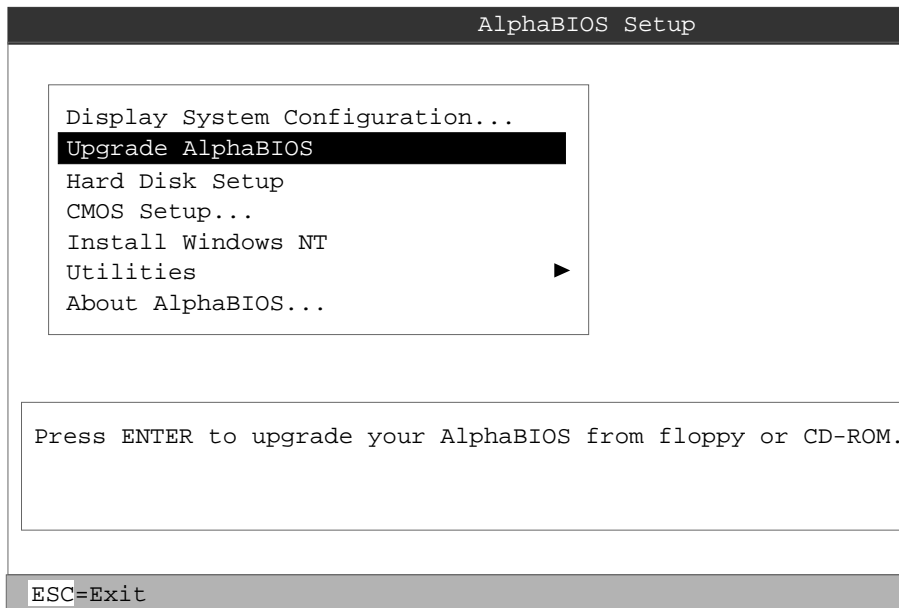 AlphaBIOS Setup
Display System Configuration...
Upgrade AlphaBIOS
Hard Disk Setup
CMOS Setup...
Install Windows NT
Utilities
About AlphaBIOS...
Press ENTER to upgrade your AlphaBIOS from floppy or CD-ROM.
ESC=Exit